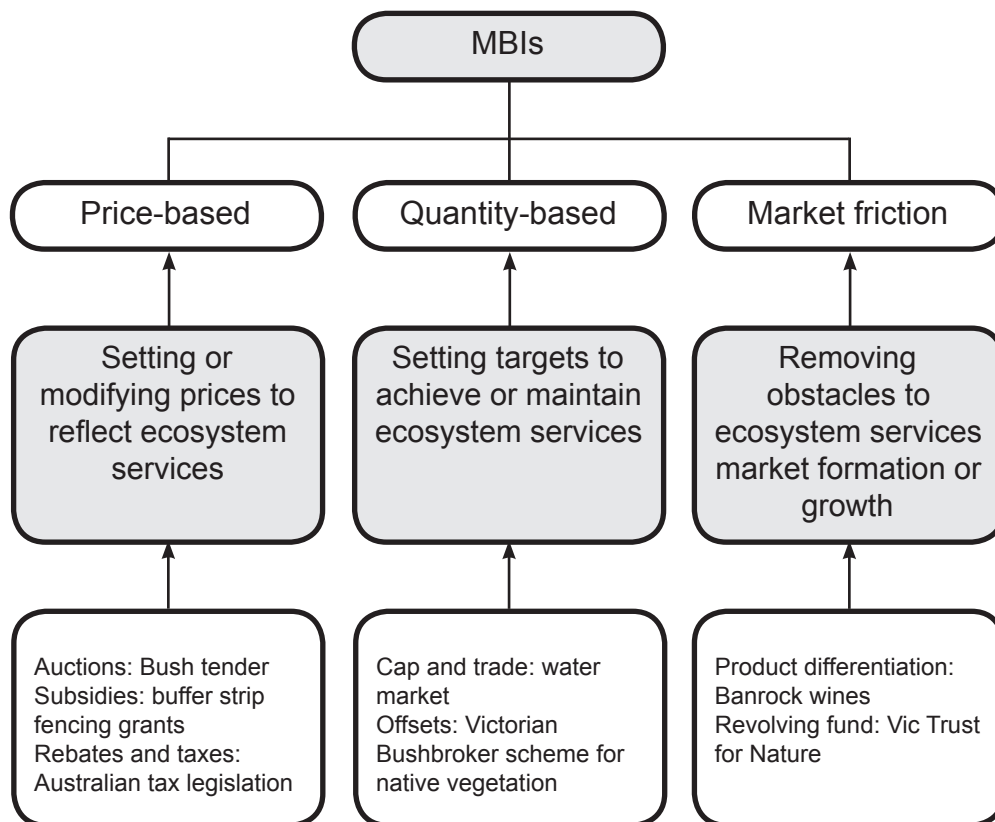 MBIs
Price-based
Quantity-based
Market friction
Setting or
modifying prices to
reflect ecosystem
services
Setting targets to
achieve or maintain
ecosystem services
Removing
obstacles to
ecosystem services
market formation or
growth
Auctions: Bush tender
Subsidies: buffer strip
fencing grants
Rebates and taxes:
Australian tax legislation
Cap and trade: water
market
Offsets: Victorian
Bushbroker scheme for
native vegetation
Product differentiation:
Banrock wines
Revolving fund: Vic Trust
for Nature